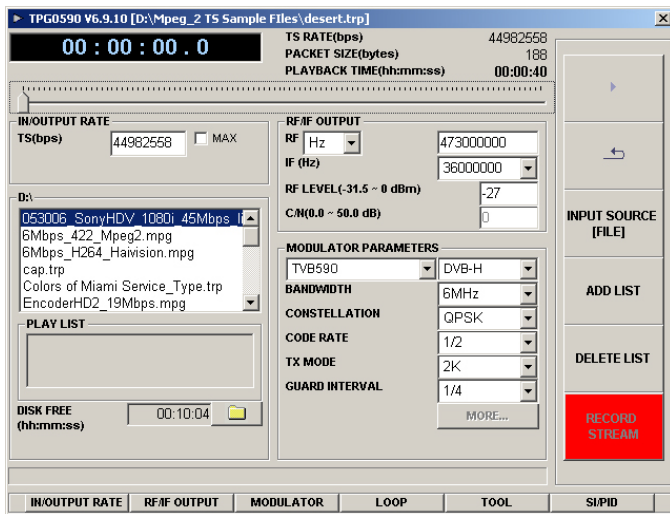 TPG0590 V6.9.10 [D:\Mpeg_2 TS Sample FIles\desert.trp]
00 : 00 : 00 . 0
TS RATE(bps) 44982558
PACKET SIZE(bytes) 188
PLAYBACK TIME(hh:mm:ss) 00:00:40
IN/OUTPUT RATE
TS(bps) 44982558 MAX
D:\
053006_SonyHDV_1080i_45Mbps_
6Mbps_422_Mpeg2.mpg
6Mbps_H264_Haivision.mpg
cap.trp
Colors of Miami Service_Type.trp
EncoderHD2_19Mbps.mpg
PLAY LIST
DISK FREE
(hh:mm:ss)
00:10:04
RF/IF OUTPUT
RF Hz 473000000
IF (Hz) 36000000
RF LEVEL(-31.5 ~ 0 dBm) -27
C/N(0.0 ~ 50.0 dB) 0
MODULATOR PARAMETERS
TVB590 DVB-H
BANDWIDTH 6MHz
CONSTELLATION QPSK
CODE RATE 1/2
TX MODE 2K
GUARD INTERVAL 1/4
MORE...
INPUT SOURCE
[FILE]
ADD LIST
DELETE LIST
RECORD
STREAM
IN/OUTPUT RATE RF/IF OUTPUT MODULATOR LOOP TOOL SI/PID